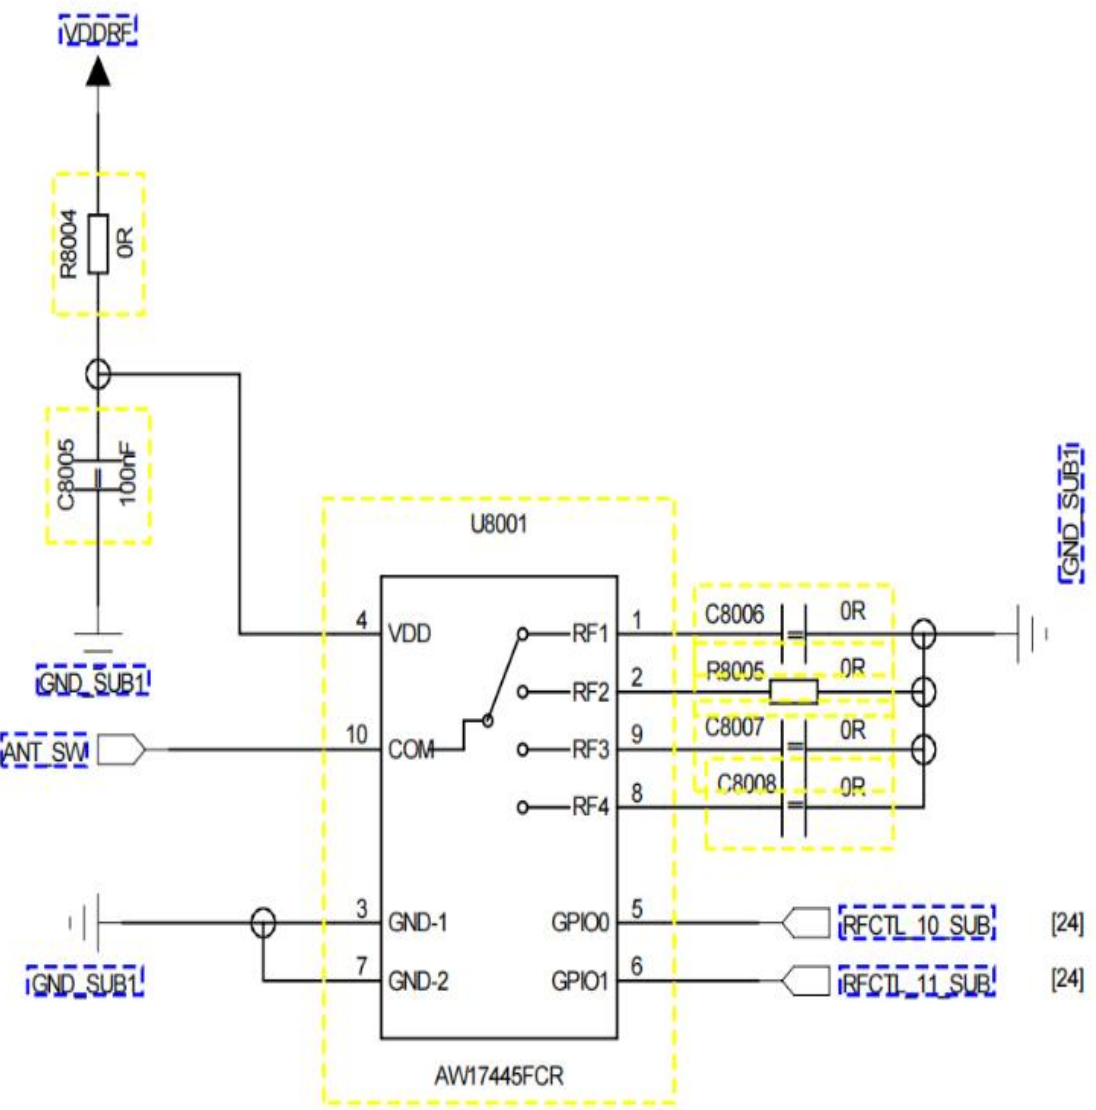 VDDRF
R8004
0R
C8005
100nF
GND_SUB1
GND_SUB1
U8001
4
VDD
RF1
1
C8006
0R
RF2
2
R8005
0R
ANT_SW
10
COM
RF3
9
C8007
0R
RF4
8
C8008
0R
3
GND-1
GPIO0
5
RFCTL_10_SUB
[24]
GND_SUB1
7
GND-2
GPIO1
6
RFCTL_11_SUB
[24]
AW17445FCR